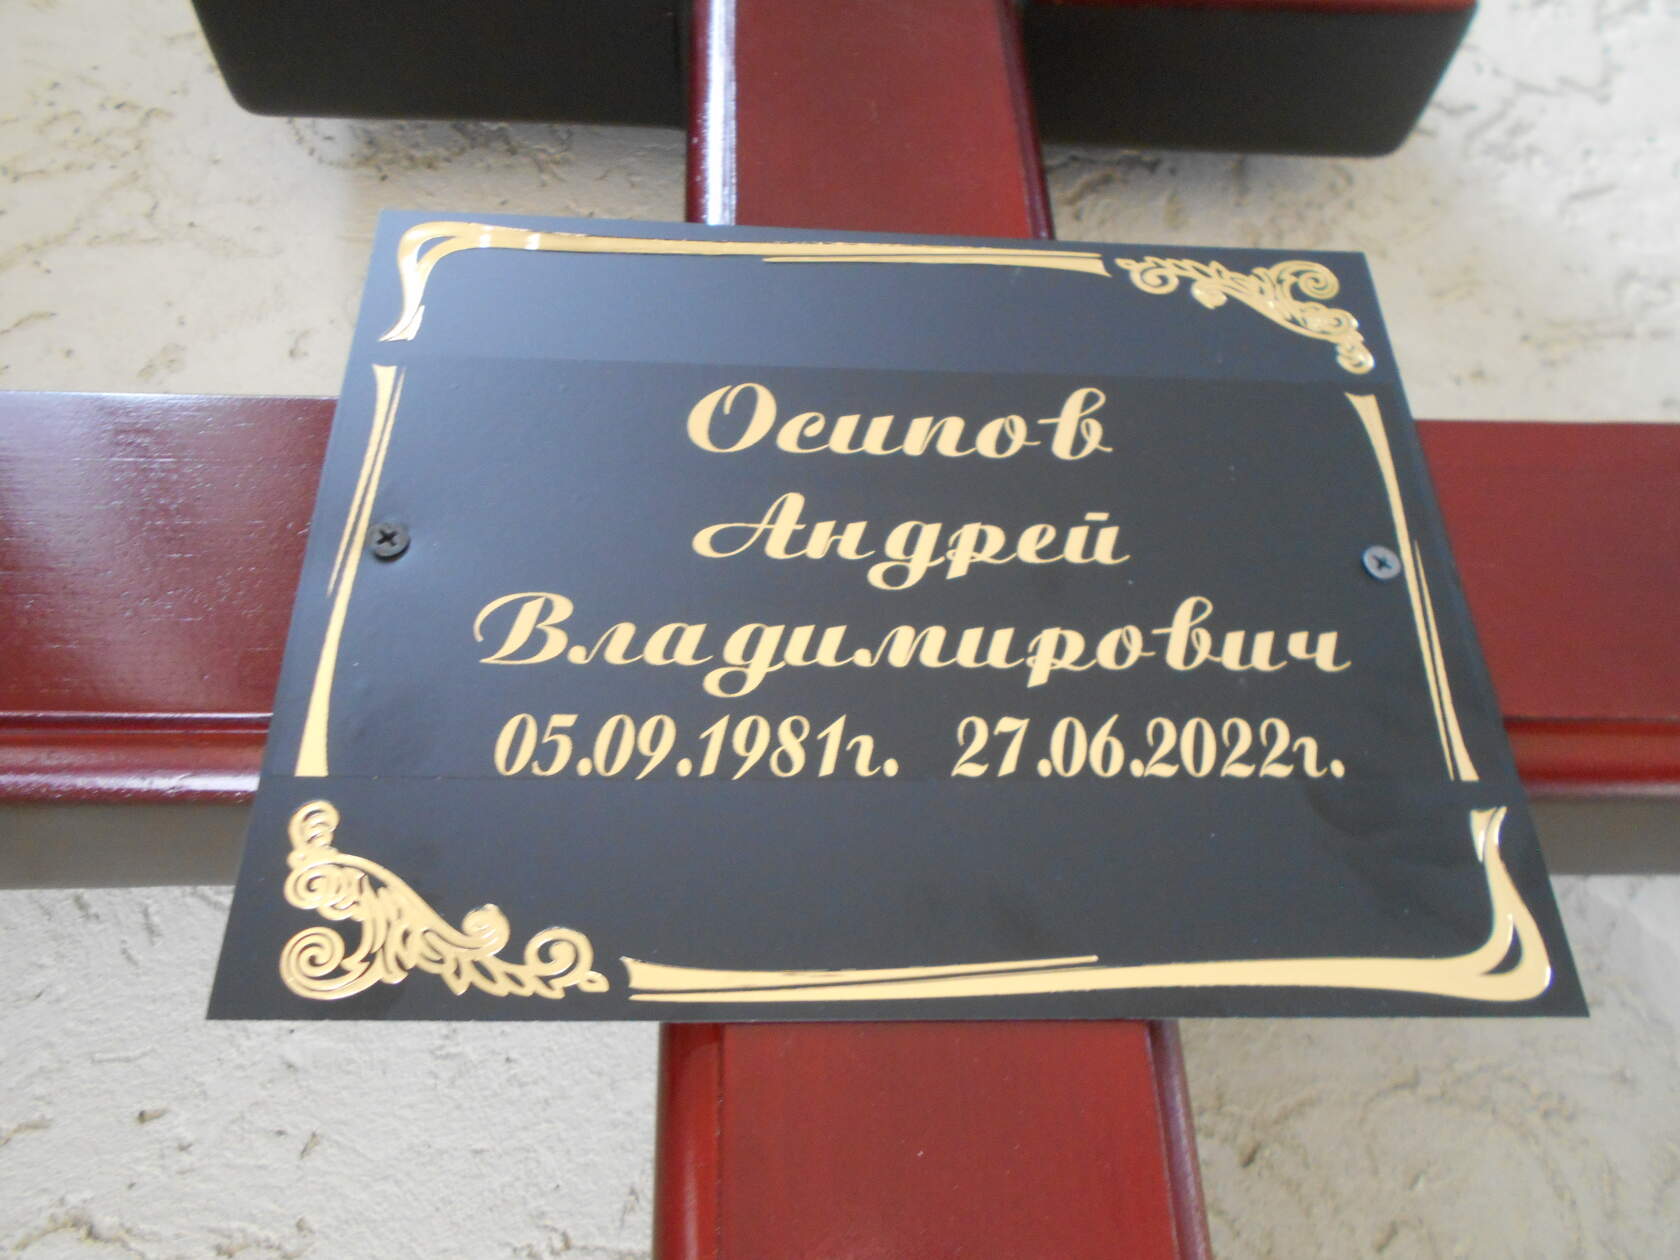 Осипов
Андрей
Владимирович
05.09.1981г. 27.06.2022г.